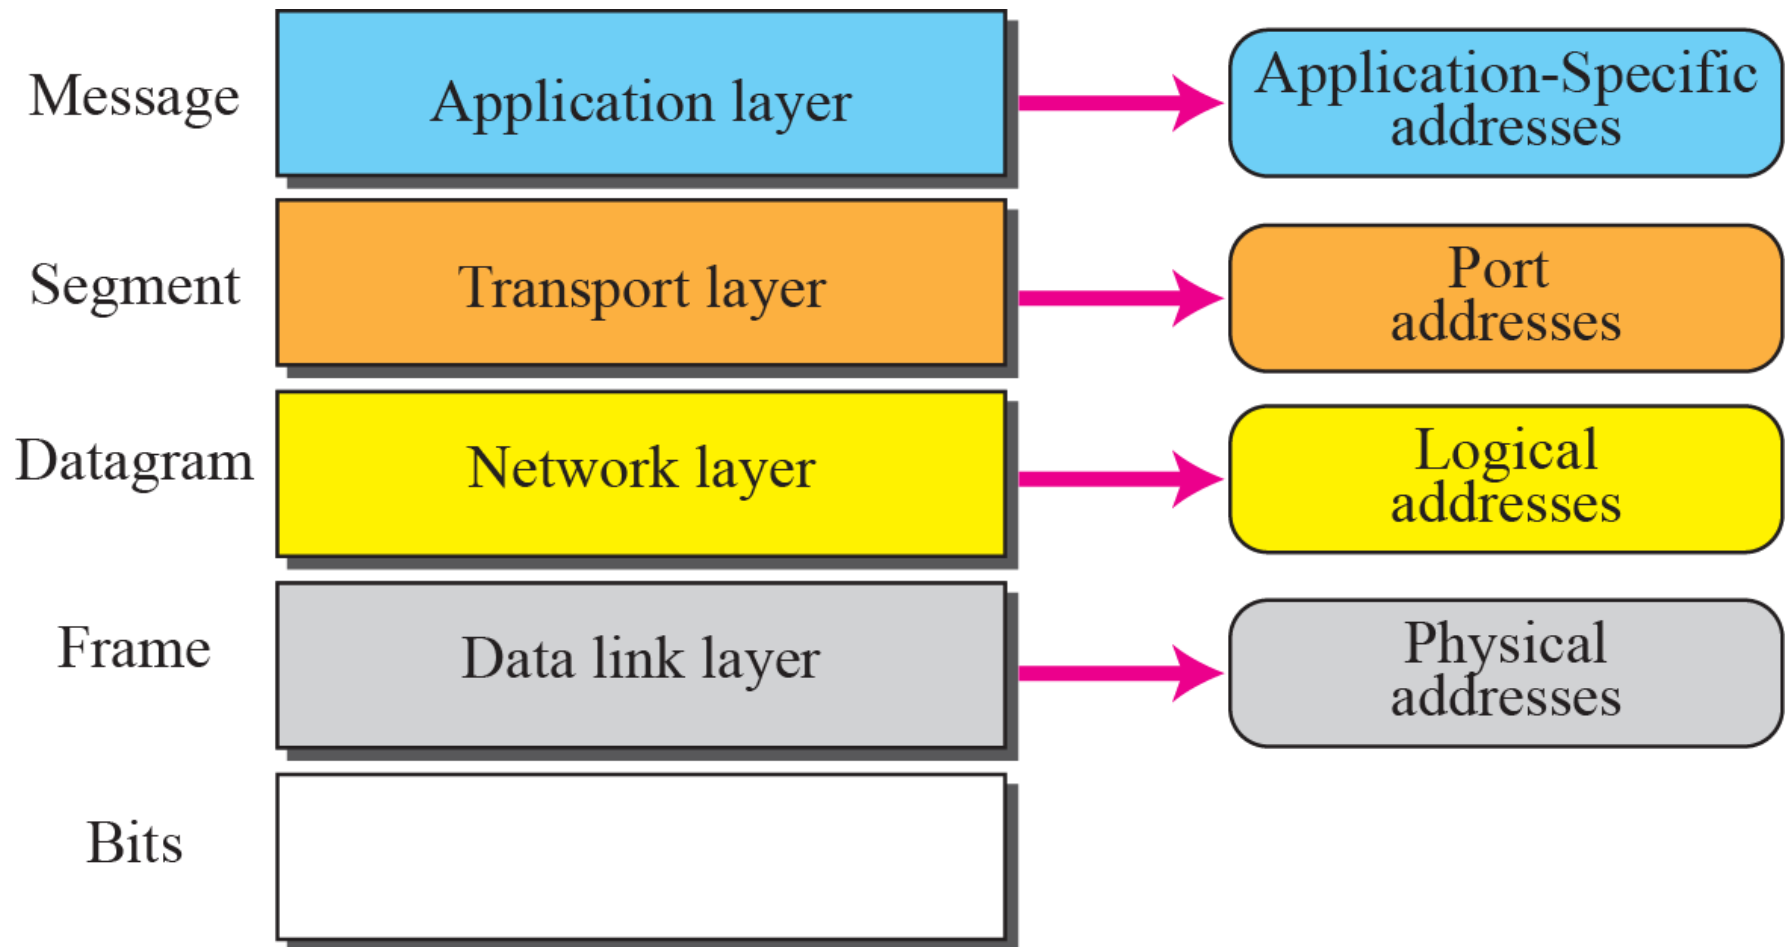 Message
Application layer
Application-Specific
addresses
Segment
Transport layer
Port
addresses
Datagram
Network layer
Logical
addresses
Frame
Data link layer
Physical
addresses
Bits